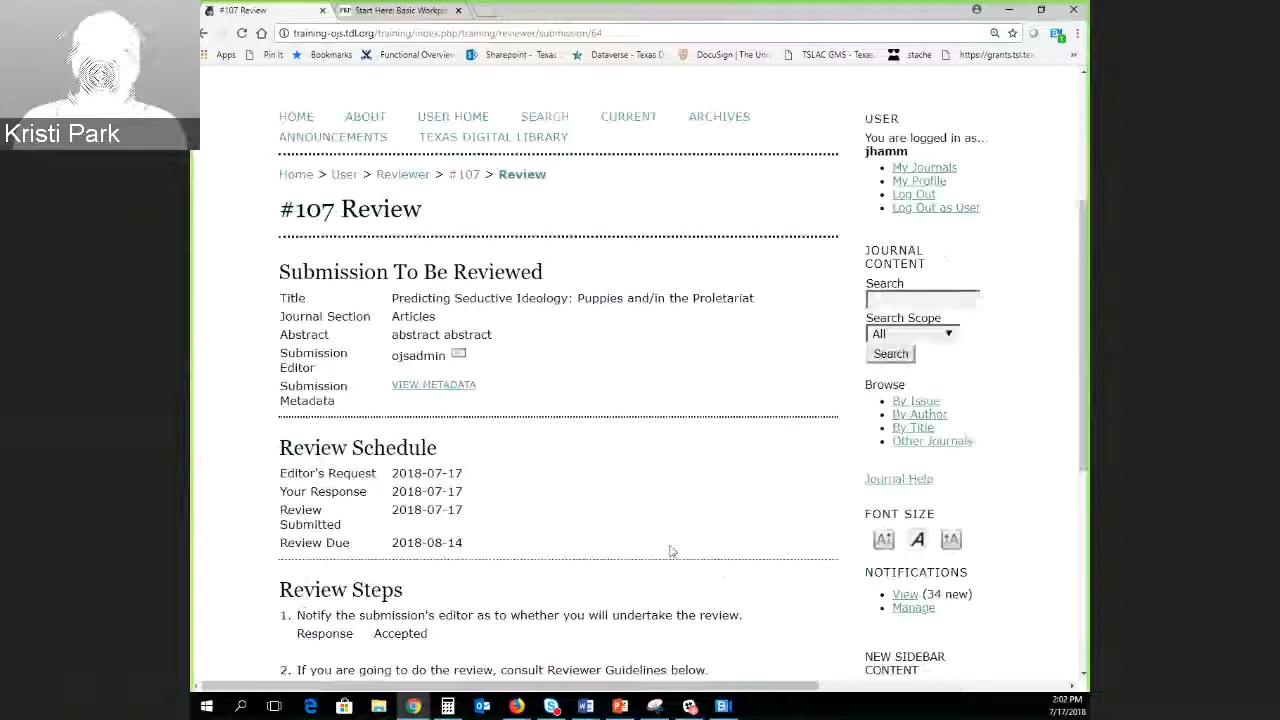 #107 Review
Start Here: Basic Workpl
training-ojs.tdl.org/training/index.php/training/reviewer/submission/64
Apps
Pin It
Bookmarks
Functional Overview
Sharepoint - Texas
Dataverse - Texas D
DocuSign | The Uni
TSLAC GMS - Texas
stache
https://grants.tsl.tex
»
Kristi Park
HOME ABOUT USER HOME SEARCH CURRENT ARCHIVES
ANNOUNCEMENTS TEXAS DIGITAL LIBRARY
Home > User > Reviewer > #107 > Review
#107 Review
Submission To Be Reviewed
Title Predicting Seductive Ideology: Puppies and/in the Proletariat
Journal Section Articles
Abstract abstract abstract
Submission Editor ojsadmin
Submission Metadata VIEW METADATA
Review Schedule
Editor's Request 2018-07-17
Your Response 2018-07-17
Review Submitted 2018-07-17
Review Due 2018-08-14
Review Steps
1. Notify the submission's editor as to whether you will undertake the review.
Response Accepted
2. If you are going to do the review, consult Reviewer Guidelines below.
USER
You are logged in as...
jhamm
My Journals
My Profile
Log Out
Log Out as User
JOURNAL
CONTENT
Search
Search Scope
All
Search
Browse
By Issue
By Author
By Title
Other Journals
Journal Help
FONT SIZE
A A A
NOTIFICATIONS
View (34 new)
Manage
NEW SIDEBAR
CONTENT
2:02 PM
7/17/2018